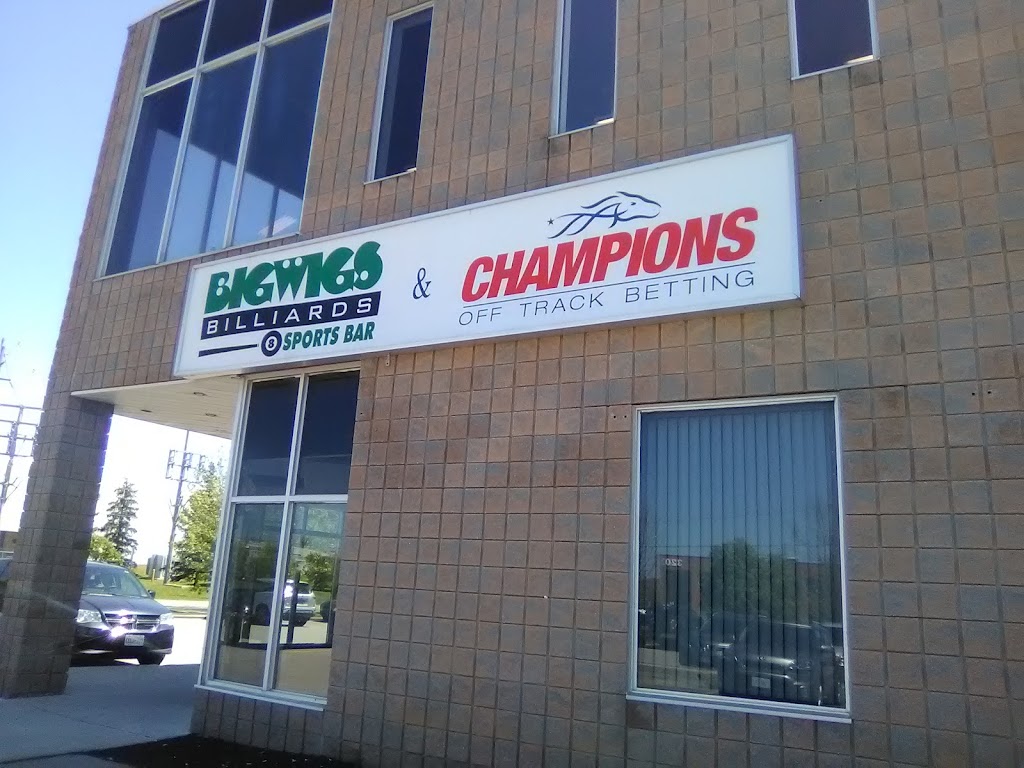 BIGWIGS
BILLIARDS
8 SPORTS BAR
&
CHAMPIONS
OFF TRACK BETTING